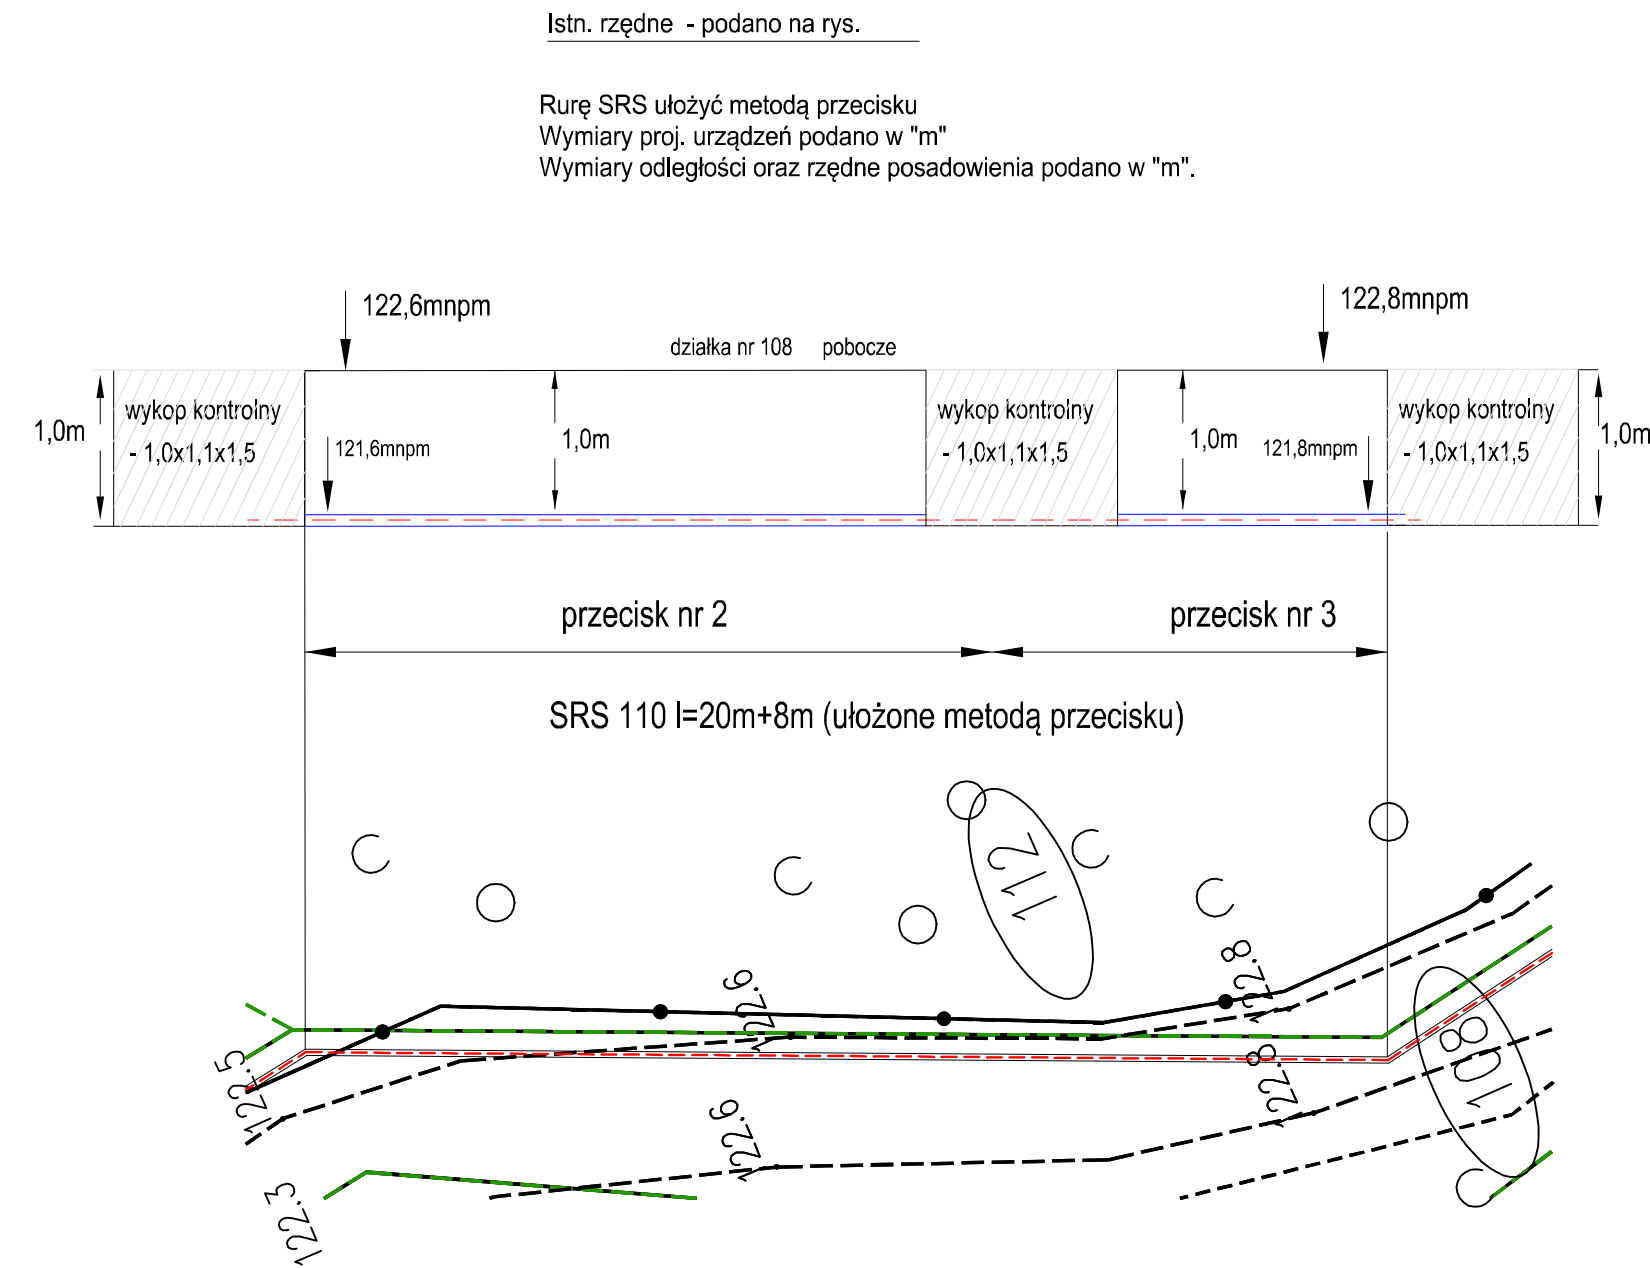 Istn. rzędne - podano na rys.
Rurę SRS ułożyć metodą przecisku
Wymiary proj. urządzeń podano w "m"
Wymiary odległości oraz rzędne posadowienia podano w "m".
122,6mnpm
122,8mnpm
działka nr 108 pobocze
1,0m
wykop kontrolny
- 1,0x1,1x1,5
121,6mnpm
1,0m
wykop kontrolny
- 1,0x1,1x1,5
1,0m
121,8mnpm
wykop kontrolny
- 1,0x1,1x1,5
1,0m
przecisk nr 2
przecisk nr 3
SRS 110 l=20m+8m (ułożone metodą przecisku)
112
122.6
122.8
122.5
122.8
108
122.6
122.3